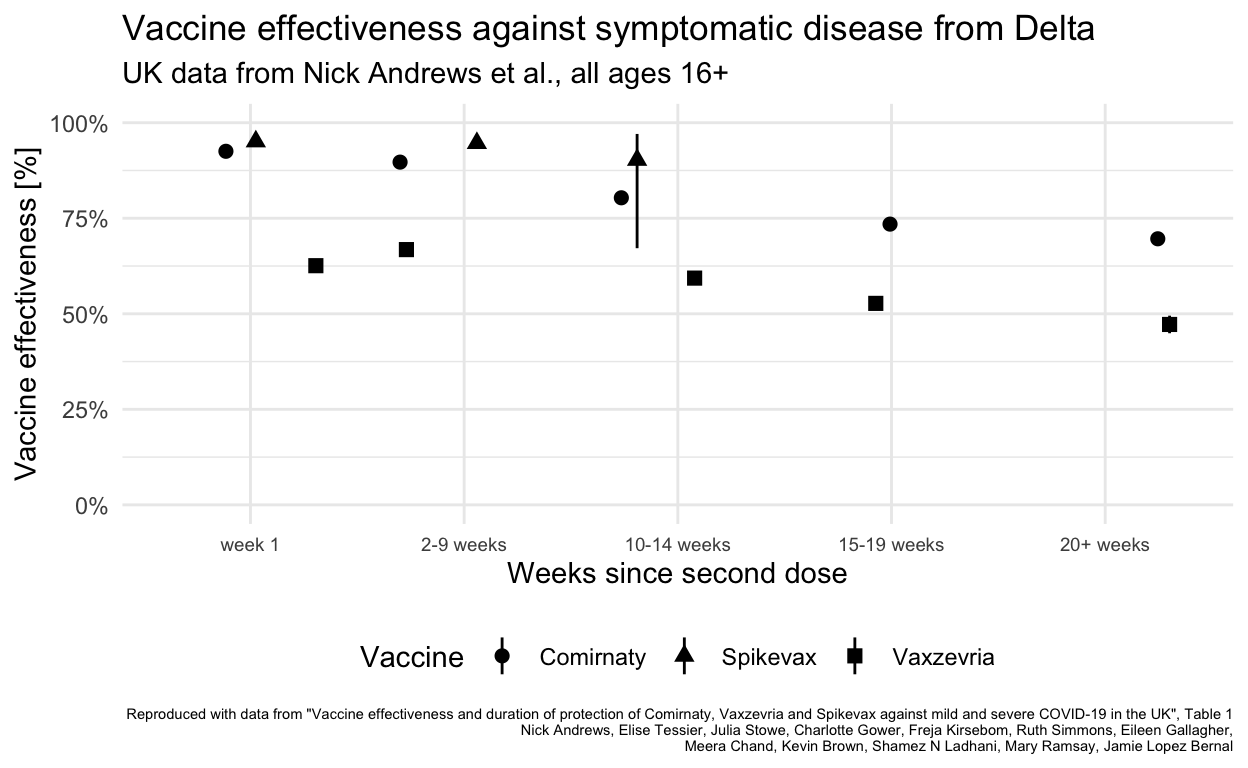 Vaccine effectiveness against symptomatic disease from Delta
UK data from Nick Andrews et al., all ages 16+
Vaccine effectiveness [%]
100%
75%
50%
25%
0%
week 1 2-9 weeks 10-14 weeks 15-19 weeks 20+ weeks
Weeks since second dose
Vaccine Comirnaty Spikevax Vaxzevria
Reproduced with data from "Vaccine effectiveness and duration of protection of Comirnaty, Vaxzevria and Spikevax against mild and severe COVID-19 in the UK", Table 1
Nick Andrews, Elise Tessier, Julia Stowe, Charlotte Gower, Freja Kirsebom, Ruth Simmons, Eileen Gallagher,
Meera Chand, Kevin Brown, Shamez N Ladhani, Mary Ramsay, Jamie Lopez Bernal